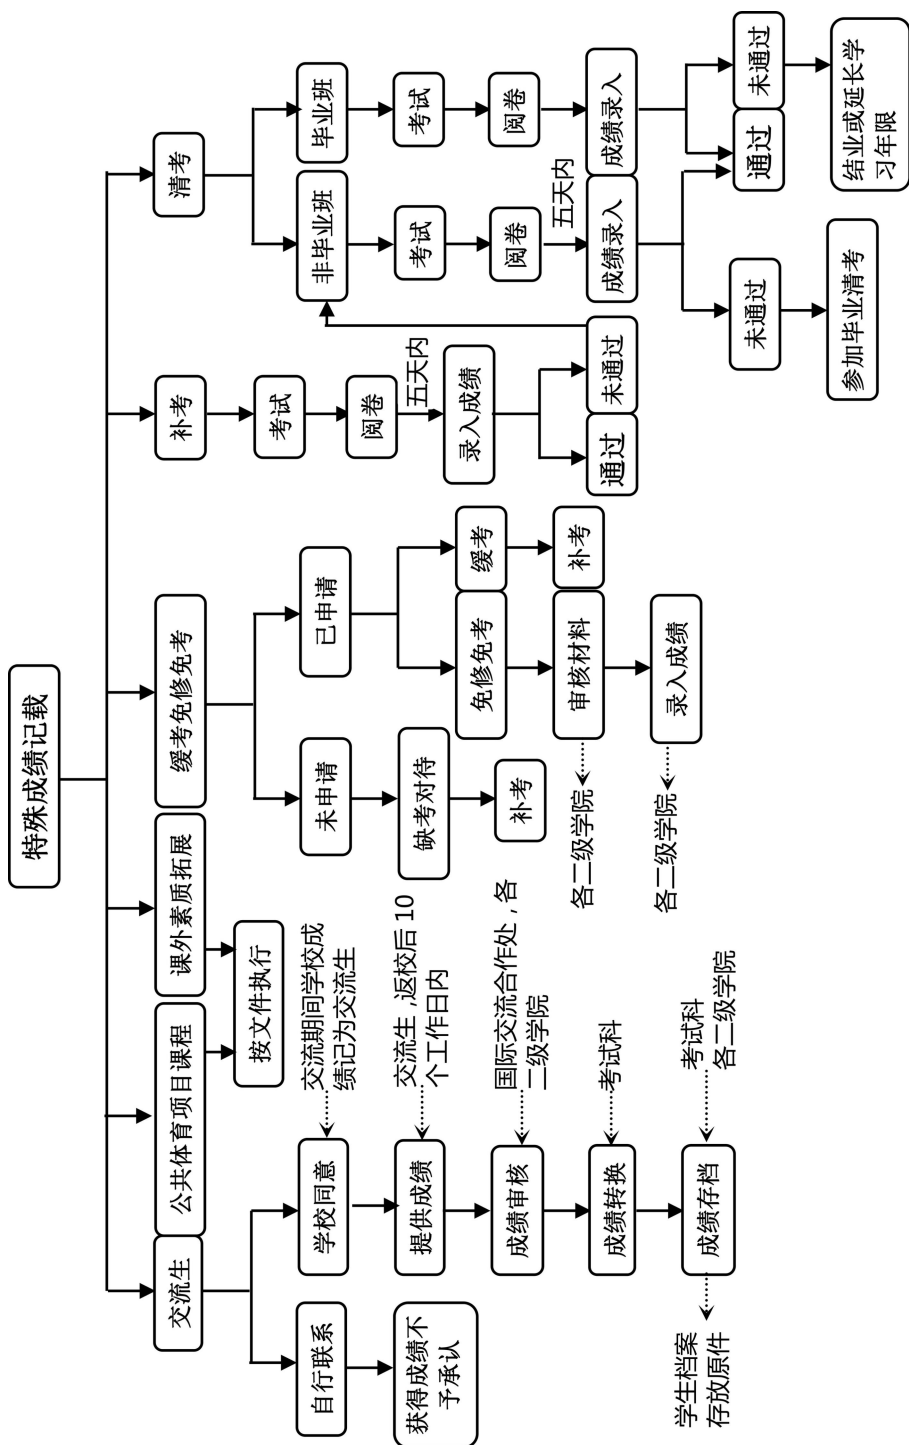 特殊成绩记载
交流生
公共体育项目课程
课外素质拓展
缓考免修免考
补考
清考
自行联系
获得成绩不
予承认
学校同意
交流期间学校成
绩记为交流生
提供成绩
交流生,返校后10
个工作日内
成绩审核
国际交流合作处,各
二级学院
成绩转换
考试科
成绩存档
考试科
各二级学院
学生档案
存放原件
按文件执行
未申请
缺考对待
补考
已申请
免修免考
审核材料
各二级学院
录入成绩
各二级学院
缓考
补考
考试
阅卷
五天内
录入成绩
通过
未通过
非毕业班
考试
阅卷
五天内
成绩录入
未通过
参加毕业清考
毕业班
考试
阅卷
成绩录入
通过
未通过
结业或延长学
习年限